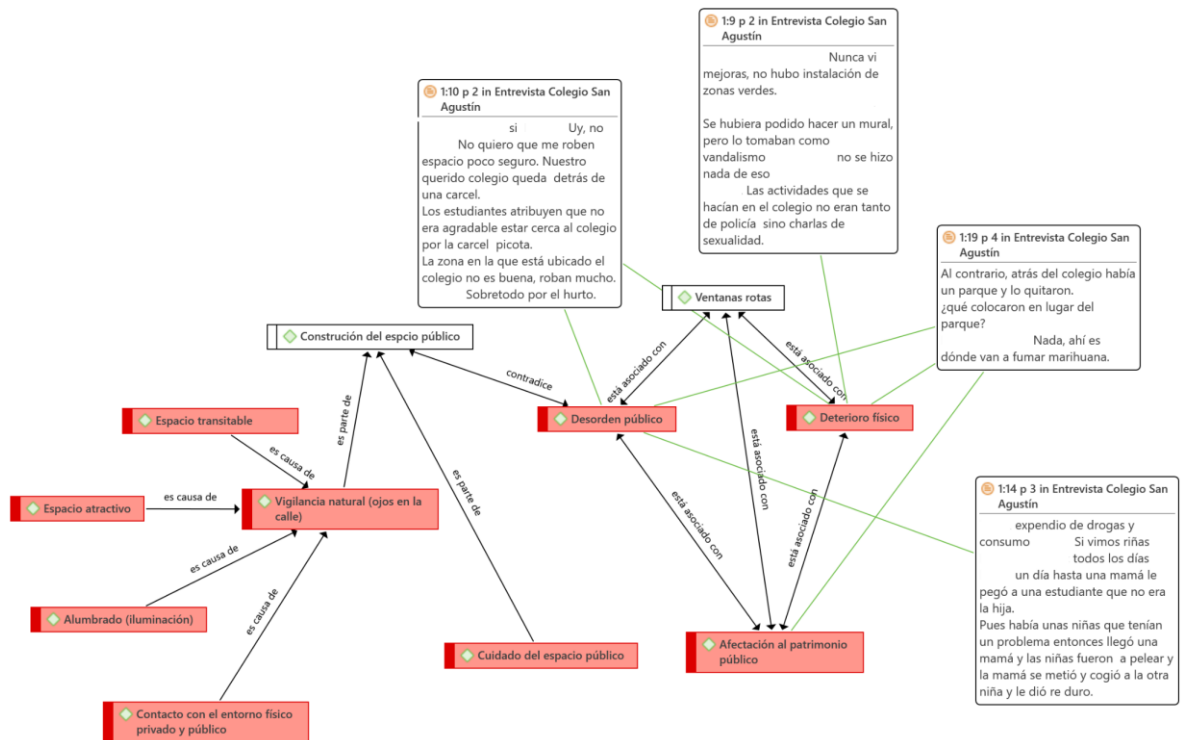 1:9 p 2 in Entrevista Colegio San
Agustín
Nunca vi
mejoras, no hubo instalación de
zonas verdes.
Se hubiera podido hacer un mural,
pero lo tomaban como
vandalismo no se hizo
nada de eso
Las actividades que se
hacían en el colegio no eran tanto
de policía sino charlas de
sexualidad.
1:10 p 2 in Entrevista Colegio San
Agustín
si Uy, no
No quiero que me roben
espacio poco seguro. Nuestro
querido colegio queda detrás de
una carcel.
Los estudiantes atribuyen que no
era agradable estar cerca al colegio
por la carcel picota.
La zona en la que está ubicado el
colegio no es buena, roban mucho.
Sobretodo por el hurto.
1:19 p 4 in Entrevista Colegio San
Agustín
Al contrario, atrás del colegio había
un parque y lo quitaron.
¿qué colocaron en lugar del
parque?
Nada, ahí es
dónde van a fumar marihuana.
Ventanas rotas
Construción del espcio público
está asociado con
está asociado con
contradice
Desorden público
Deterioro físico
Espacio transitable
es parte de
es causa de
está asociado con
es parte de
Espacio atractivo
es causa de
Vigilancia natural (ojos en la
calle)
está asociado con
está asociado con
1:14 p 3 in Entrevista Colegio San
Agustín
expendio de drogas y
consumo Si vimos riñas
todos los días
un día hasta una mamá le
pegó a una estudiante que no era
la hija.
Pues había unas niñas que tenían
un problema entonces llegó una
mamá y las niñas fueron a pelear y
la mamá se metió y cogió a la otra
niña y le dió re duro.
es causa de
es causa de
Alumbrado (iluminación)
Cuidado del espacio público
Afectación al patrimonio
público
Contacto con el entorno físico
privado y público